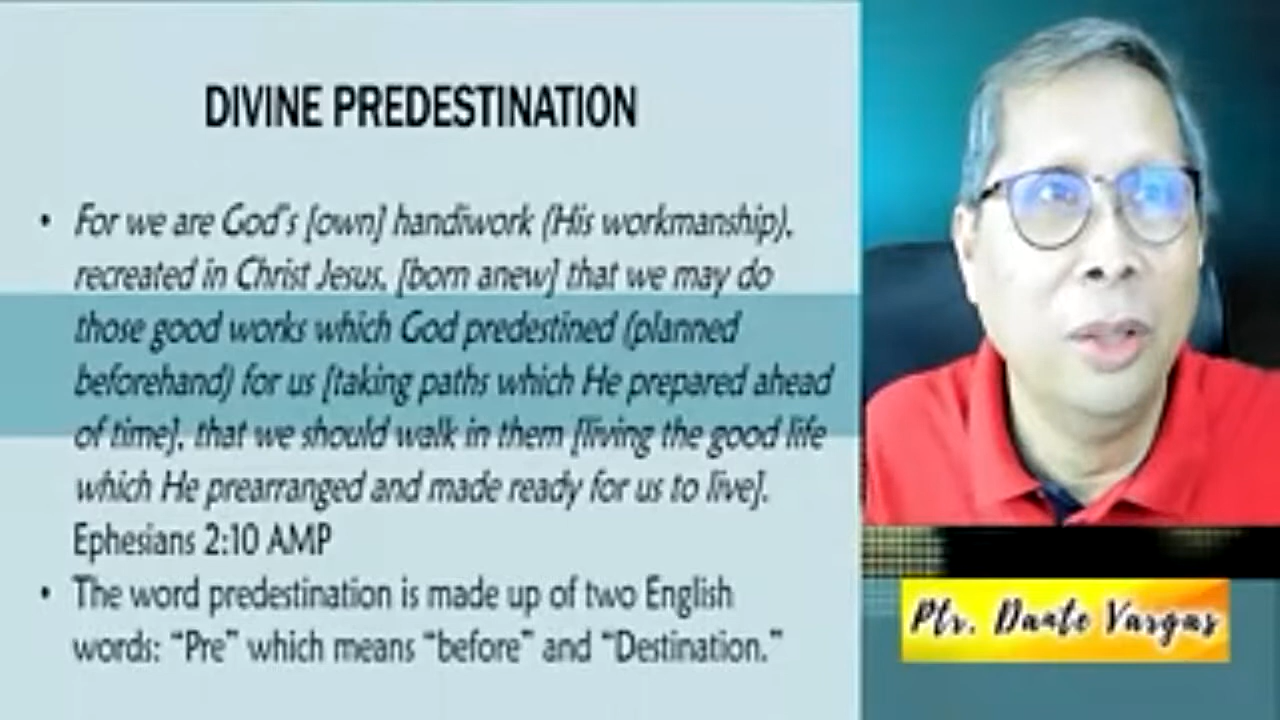 DIVINE PREDESTINATION
• For we are God's [own] handiwork (His workmanship),
recreated in Christ Jesus, [born anew] that we may do
those good works which God predestined (planned
beforehand) for us [taking paths which He prepared ahead
of time], that we should walk in them [living the good life
which He prearranged and made ready for us to live].
Ephesians 2:10 AMP
• The word predestination is made up of two English
words: “Pre” which means “before” and “Destination.”
Ptr. Dante Vargas